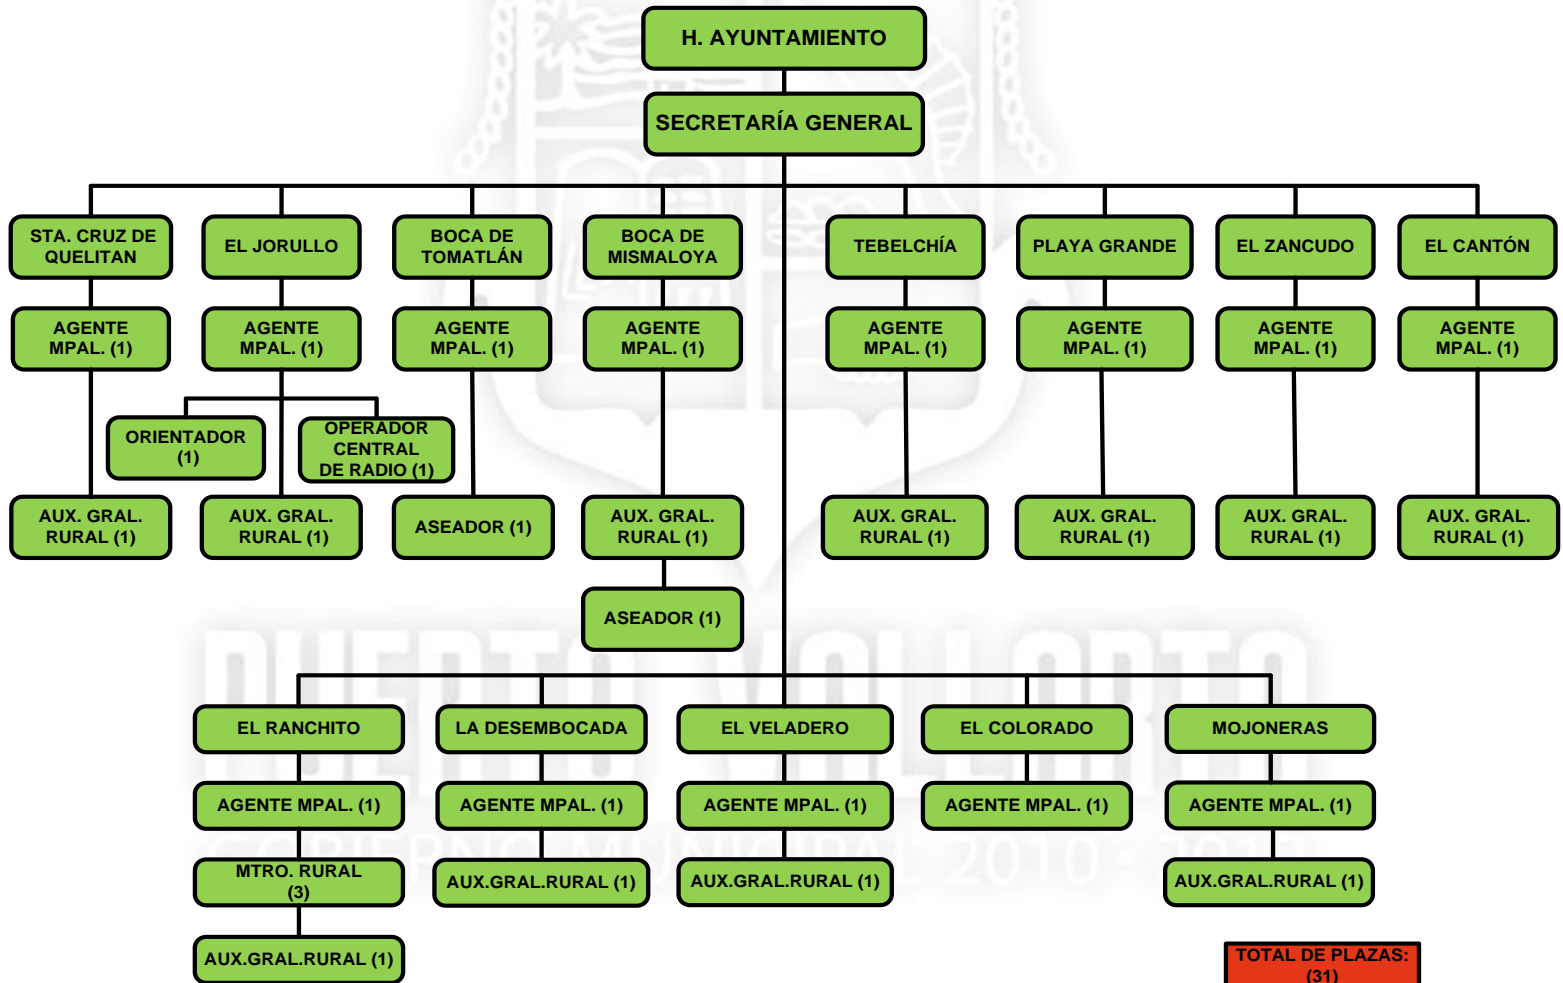 H. AYUNTAMIENTO
SECRETARÍA GENERAL
STA. CRUZ DE
QUELITAN
EL JORULLO
BOCA DE
TOMATLÁN
BOCA DE
MISMALOYA
TEBELCHÍA
PLAYA GRANDE
EL ZANCUDO
EL CANTÓN
AGENTE
MPAL. (1)
AGENTE
MPAL. (1)
AGENTE
MPAL. (1)
AGENTE
MPAL. (1)
AGENTE
MPAL. (1)
AGENTE
MPAL. (1)
AGENTE
MPAL. (1)
AGENTE
MPAL. (1)
ORIENTADOR
(1)
OPERADOR
CENTRAL
DE RADIO (1)
AUX. GRAL.
RURAL (1)
AUX. GRAL.
RURAL (1)
ASEADOR (1)
AUX. GRAL.
RURAL (1)
AUX. GRAL.
RURAL (1)
AUX. GRAL.
RURAL (1)
AUX. GRAL.
RURAL (1)
AUX. GRAL.
RURAL (1)
ASEADOR (1)
PUERTO VALLARTA
EL RANCHITO
LA DESEMBOCADA
EL VELADERO
EL COLORADO
MOJONERAS
AGENTE MPAL. (1)
AGENTE MPAL. (1)
AGENTE MPAL. (1)
AGENTE MPAL. (1)
AGENTE MPAL. (1)
GOBIERNO MUNICIPAL 2010-2012
MTRO. RURAL
(3)
AUX.GRAL.RURAL (1)
AUX.GRAL.RURAL (1)
AUX.GRAL.RURAL (1)
AUX.GRAL.RURAL (1)
TOTAL DE PLAZAS:
(31)